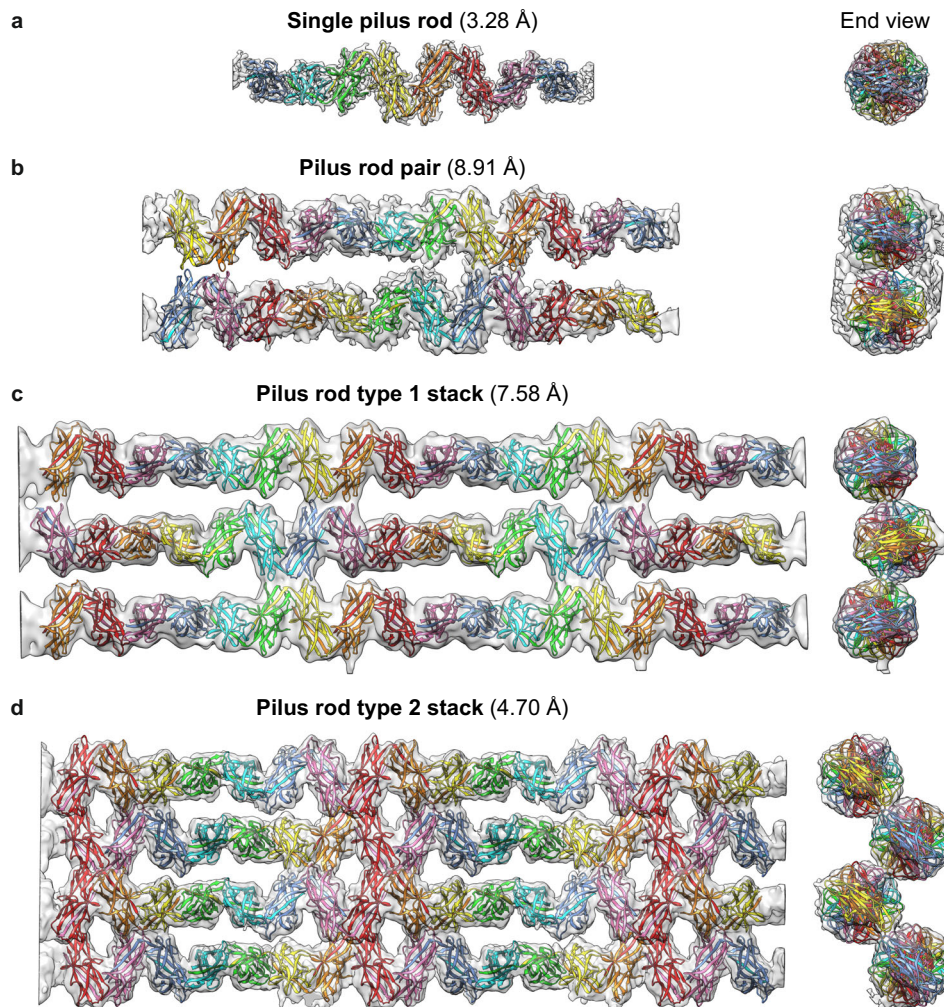 a
Single pilus rod (3.28 Å)
End view
b
Pilus rod pair (8.91 Å)
c
Pilus rod type 1 stack (7.58 Å)
d
Pilus rod type 2 stack (4.70 Å)